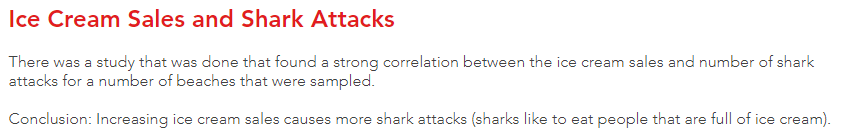 Ice Cream Sales and Shark Attacks
There was a study that was done that found a strong correlation between the ice cream sales and number of shark
attacks for a number of beaches that were sampled.
Conclusion: Increasing ice cream sales causes more shark attacks (sharks like to eat people that are full of ice cream).